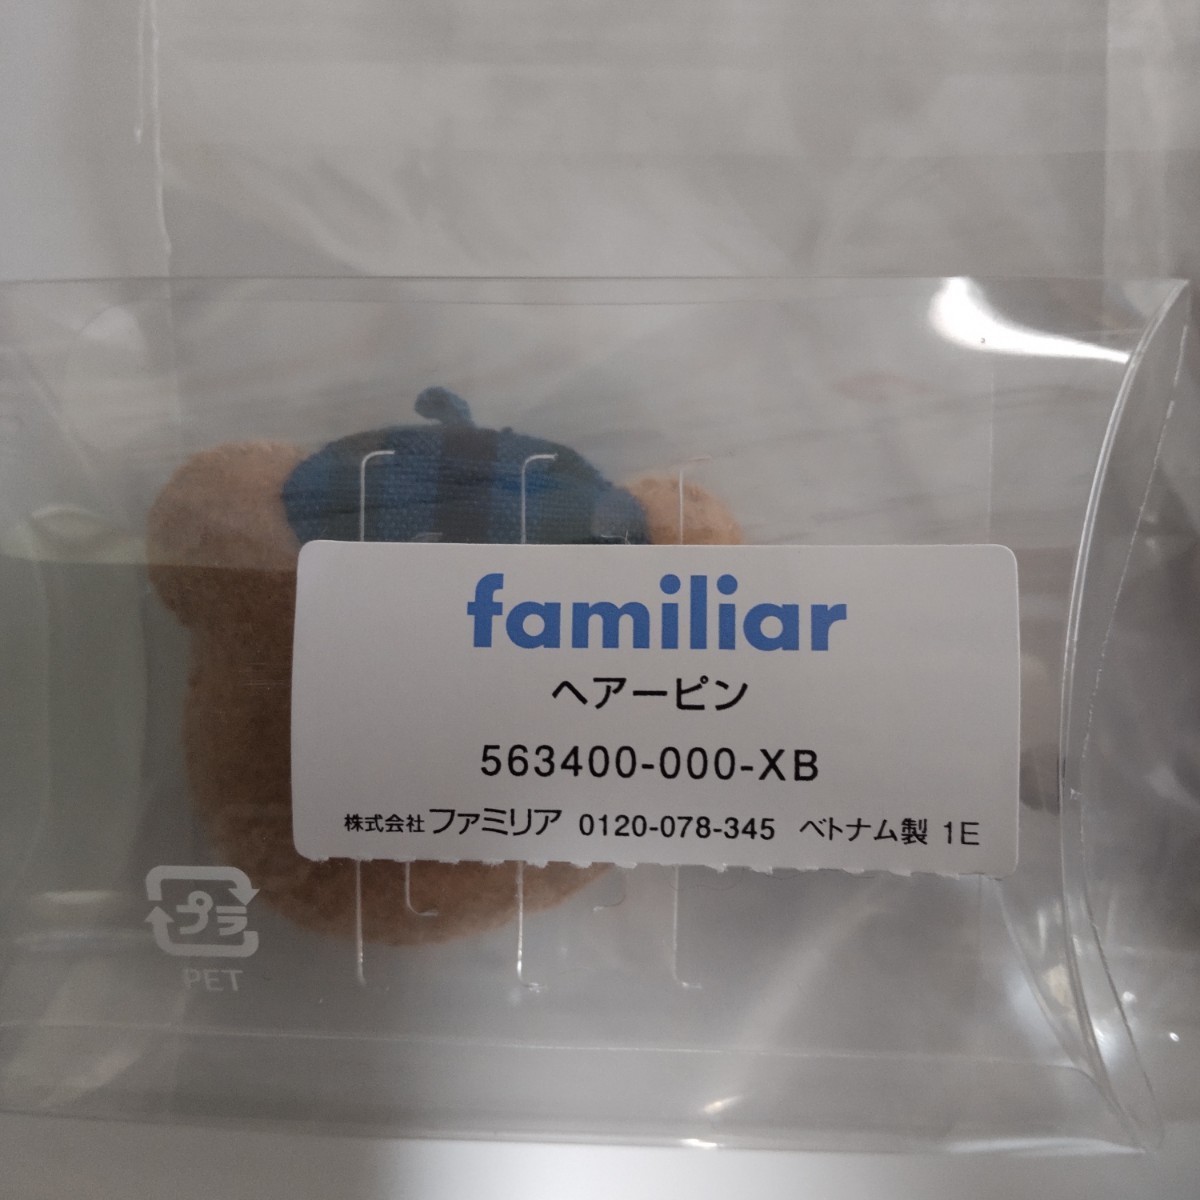 familiar
ヘアーピン
563400-000-XB
株式会社ファミリア 0120-078-345 ベトナム製 1E
プラ
PET